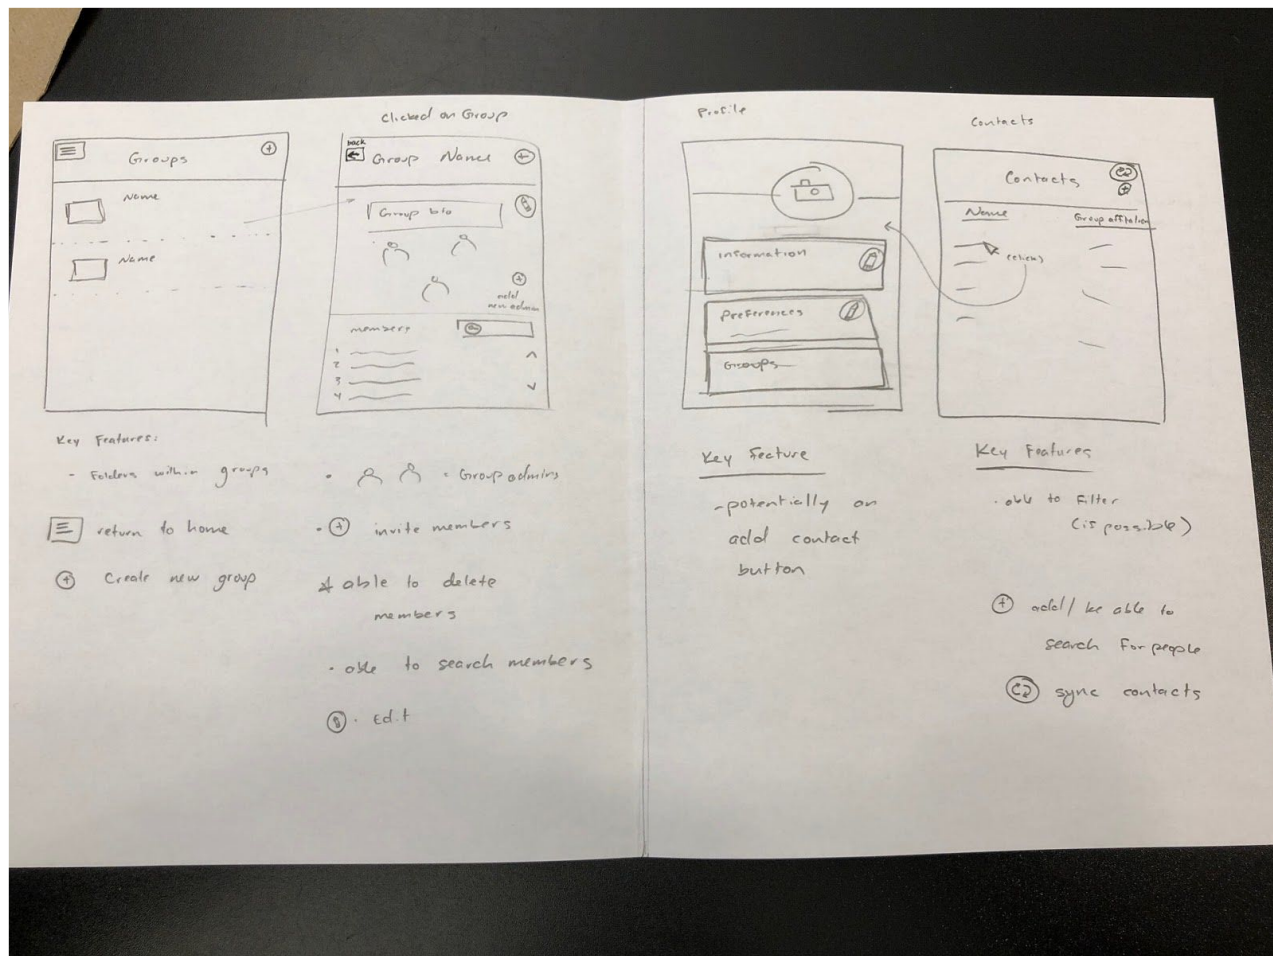 Clicked on Group
Groups
Name
Name
back
Group Name
Group bio
add
new admin
members
1
2
3
4
Key Features:
- Folders within groups
return to home
Create new group
= Group admins
invite members
able to delete
members
able to search members
Edit
Profile
Information
Preferences
Groups
Key Feature
- potentially an
add contact
button
Contacts
Contacts
Name
Group affiliation
(click)
Key Features
able to Filter
(is possible)
add/ be able to
search for people
sync contacts